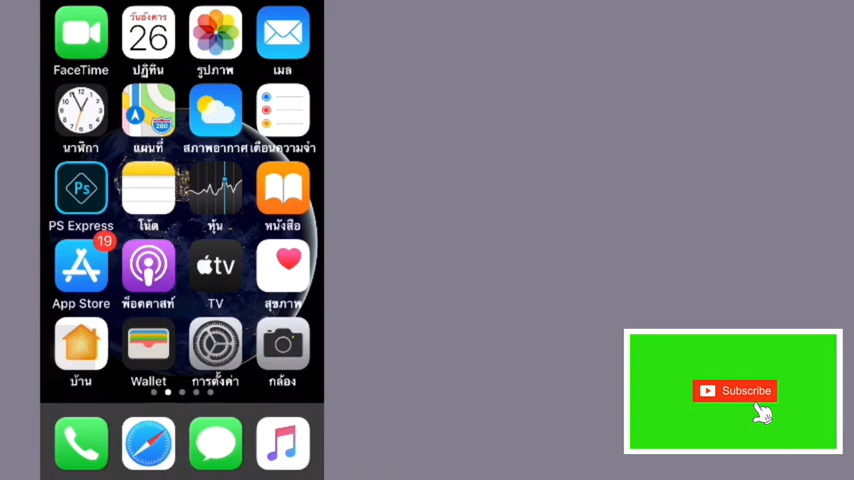 วันอังคาร
26
FaceTime ปฏิทิน รูปภาพ เมล
280
นาฬิกา แผนที่ สภาพอากาศ เตือนความจำ
Ps
PS Express โน้ต หุ้น หนังสือ
19
tv
App Store พ็อดคาสท์ TV สุขภาพ
บ้าน Wallet การตั้งค่า กล้อง
Subscribe